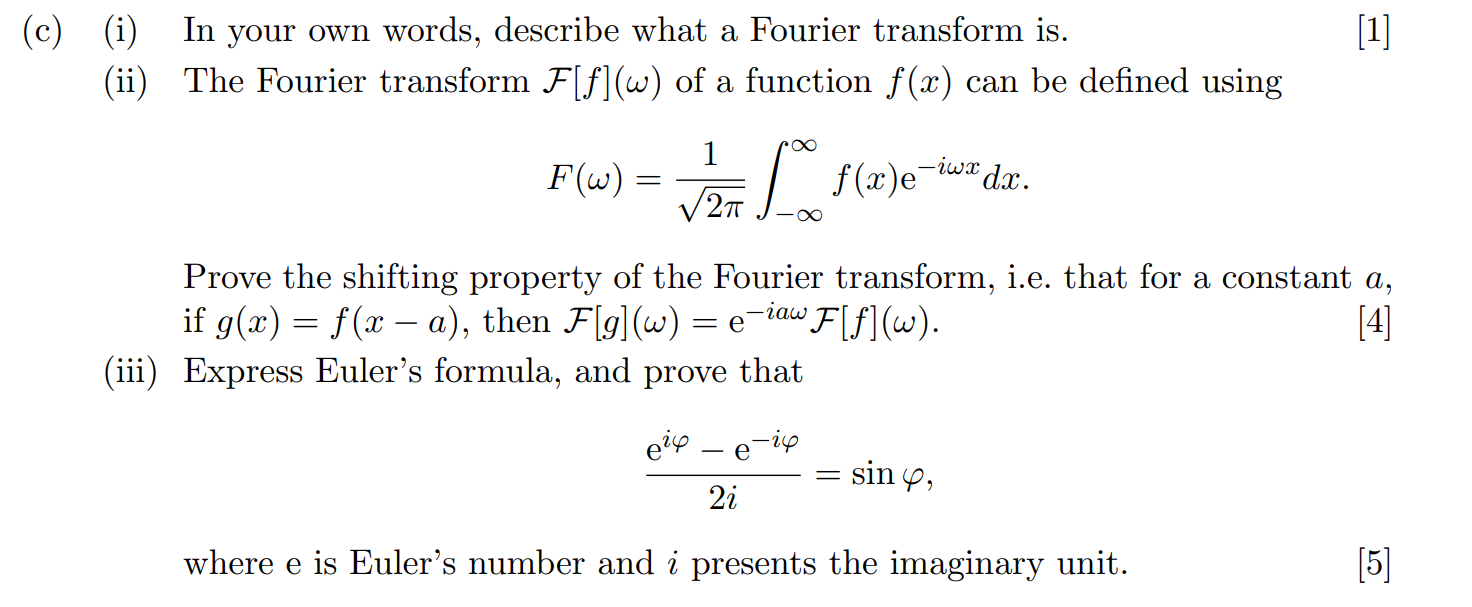 (c) (i) In your own words, describe what a Fourier transform is. [1]
(ii) The Fourier transform $\mathcal{F}[f](\omega)$ of a function $f(x)$ can be defined using
$F(\omega) = \frac{1}{\sqrt{2\pi}} \int_{-\infty}^{\infty} f(x)\mathrm{e}^{-i\omega x} dx.$
Prove the shifting property of the Fourier transform, i.e. that for a constant $a$,
if $g(x) = f(x - a)$, then $\mathcal{F}[g](\omega) = \mathrm{e}^{-ia\omega}\mathcal{F}[f](\omega)$. [4]
(iii) Express Euler's formula, and prove that
$\frac{\mathrm{e}^{i\varphi} - \mathrm{e}^{-i\varphi}}{2i} = \sin \varphi,$
where e is Euler's number and $i$ presents the imaginary unit. [5]